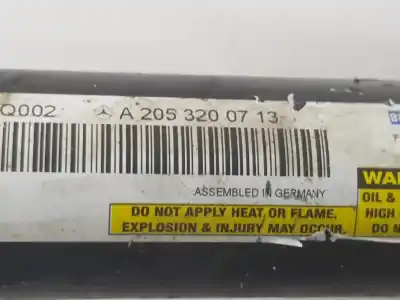 Q002 A 205 320 07 13
ASSEMBLED IN GERMANY
DO NOT APPLY HEAT OR FLAME.
EXPLOSION & INJURY MAY OCCUR.
WAR
OIL &
HIGH
DO N